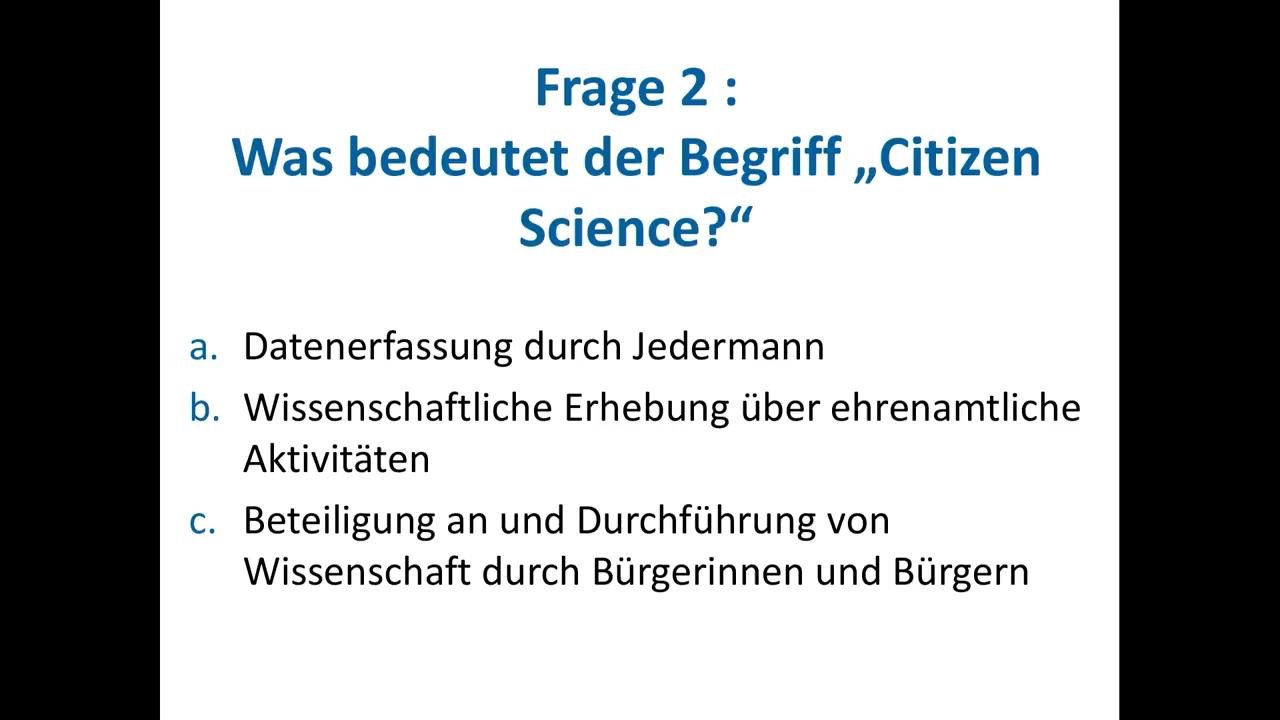 Frage 2 :
Was bedeutet der Begriff „Citizen
Science?“
a. Datenerfassung durch Jedermann
b. Wissenschaftliche Erhebung über ehrenamtliche
Aktivitäten
c. Beteiligung an und Durchführung von
Wissenschaft durch Bürgerinnen und Bürgern